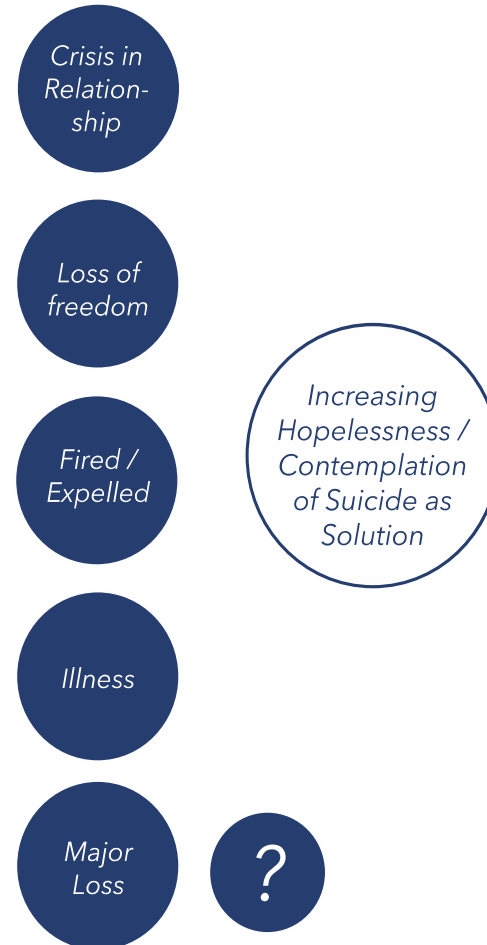 Crisis in
Relation-
ship
Loss of
freedom
Increasing
Hopelessness /
Contemplation
of Suicide as
Solution
Fired /
Expelled
Illness
Major
Loss
?